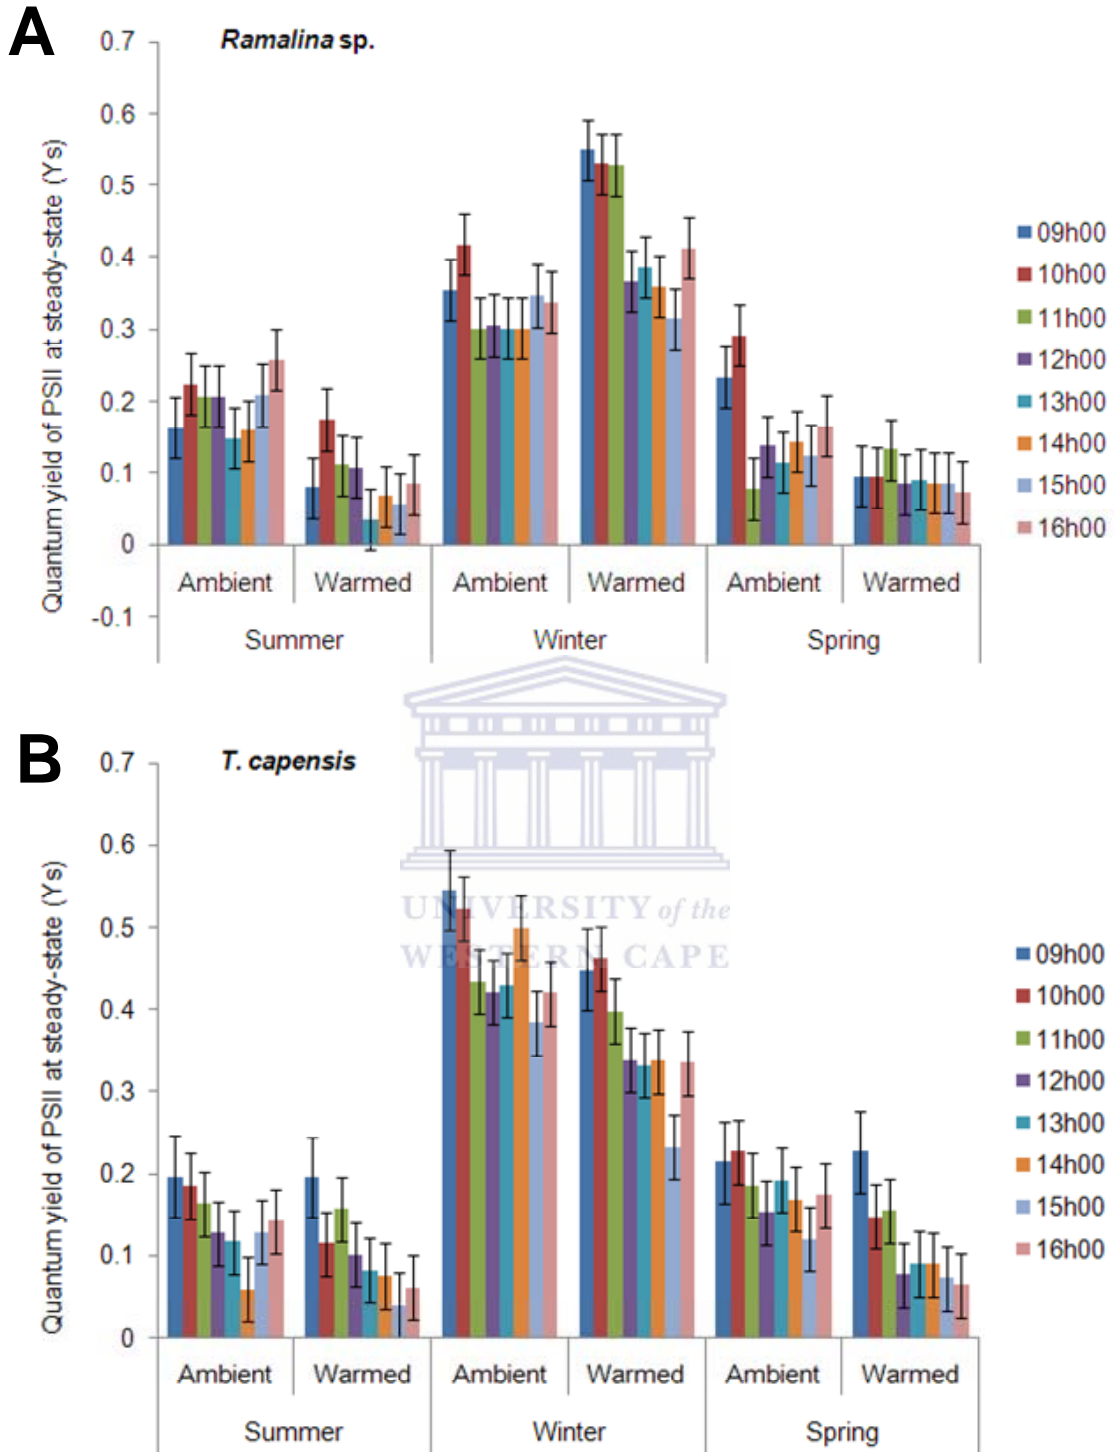 A
Ramalina sp.
Quantum yield of PSII at steady-state (Ys)
0.7
0.6
0.5
0.4
0.3
0.2
0.1
0
-0.1
Ambient Warmed Ambient Warmed Ambient Warmed
Summer Winter Spring
09h00
10h00
11h00
12h00
13h00
14h00
15h00
16h00
UNIVERSITY of the
WESTERN CAPE
B
T. capensis
Quantum yield of PSII at steady-state (Ys)
0.7
0.6
0.5
0.4
0.3
0.2
0.1
0
Ambient Warmed Ambient Warmed Ambient Warmed
Summer Winter Spring
09h00
10h00
11h00
12h00
13h00
14h00
15h00
16h00